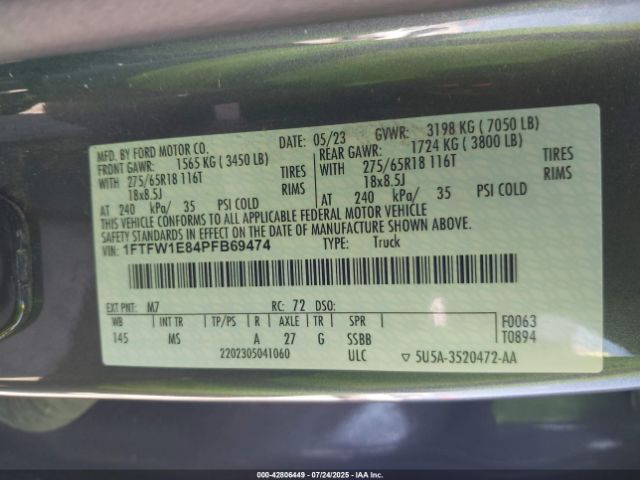 MFD. BY FORD MOTOR CO. DATE: 05/23 GVWR: 3198 KG ( 7050 LB)
FRONT GAWR: 1565 KG ( 3450 LB) REAR GAWR: 1724 KG ( 3800 LB)
WITH 275/65R18 116T TIRES 275/65R18 116T TIRES
18x8.5J RIMS 18x8.5J RIMS
AT 240 kPa/ 35 PSI COLD AT 240 kPa/ 35 PSI COLD
THIS VEHICLE CONFORMS TO ALL APPLICABLE FEDERAL MOTOR VEHICLE
SAFETY STANDARDS IN EFFECT ON THE DATE OF MANUFACTURE SHOWN ABOVE.
VIN: 1FTFW1E84PFB69474 TYPE: Truck
EXT PNT: M7 RC: 72 DSO:
WB INT TR TP/PS R AXLE TR SPR F0063
145 MS A 27 G SSBB T0894
2202305041060 ULC ▽ 5U5A-3520472-AA
000-42806449 - 07/24/2025 - IAAI.com